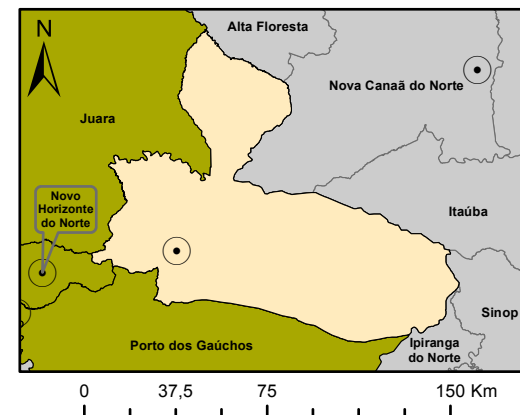 Alta Floresta
N
Nova Canaã do Norte
Juara
Novo
Horizonte
do Norte
Itaúba
Sinop
Porto dos Gaúchos
Ipiranga
do Norte
0 37,5 75 150 Km